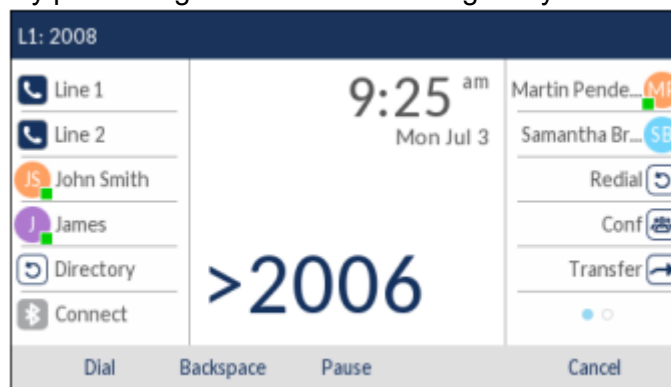 L1: 2008
Line 1
Line 2
JS John Smith
J James
Directory
Connect
9:25 am
Mon Jul 3
>2006
Martin Pende... MP
Samantha Br... SB
Redial
Conf
Transfer
Dial Backspace Pause Cancel